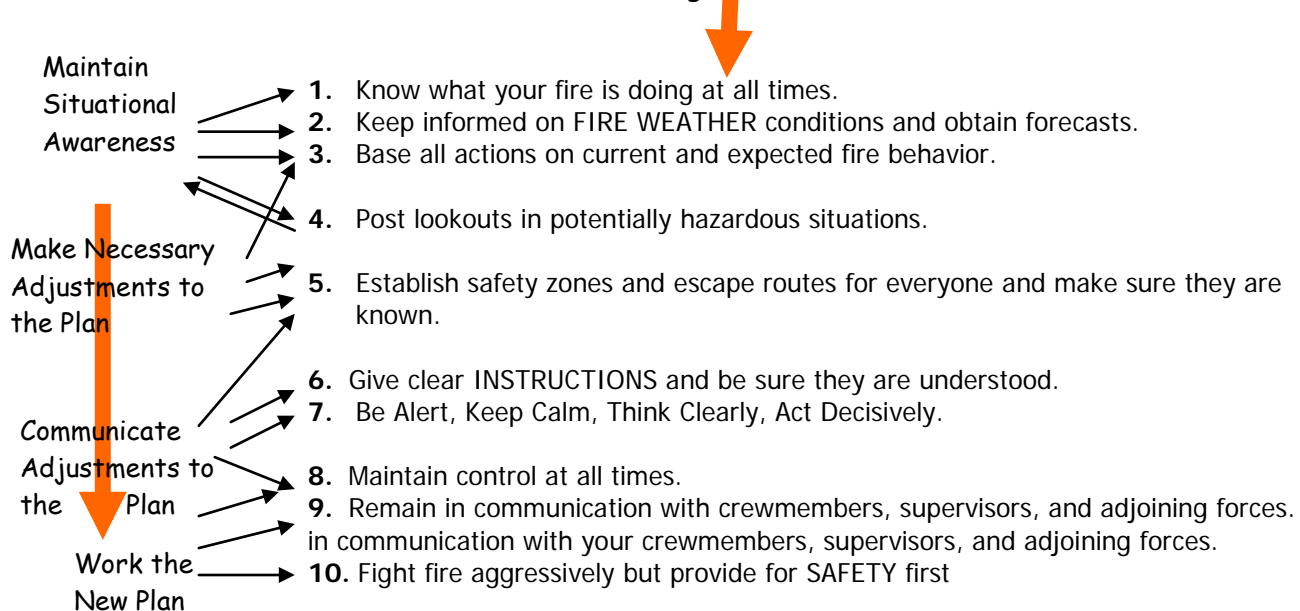 g
Maintain
Situational
Awareness
1. Know what your fire is doing at all times.
2. Keep informed on FIRE WEATHER conditions and obtain forecasts.
3. Base all actions on current and expected fire behavior.
4. Post lookouts in potentially hazardous situations.
Make Necessary
Adjustments to
the Plan
5. Establish safety zones and escape routes for everyone and make sure they are
known.
6. Give clear INSTRUCTIONS and be sure they are understood.
7. Be Alert, Keep Calm, Think Clearly, Act Decisively.
Communicate
Adjustments to
the Plan
8. Maintain control at all times.
9. Remain in communication with crewmembers, supervisors, and adjoining forces.
in communication with your crewmembers, supervisors, and adjoining forces.
Work the
New Plan
10. Fight fire aggressively but provide for SAFETY first